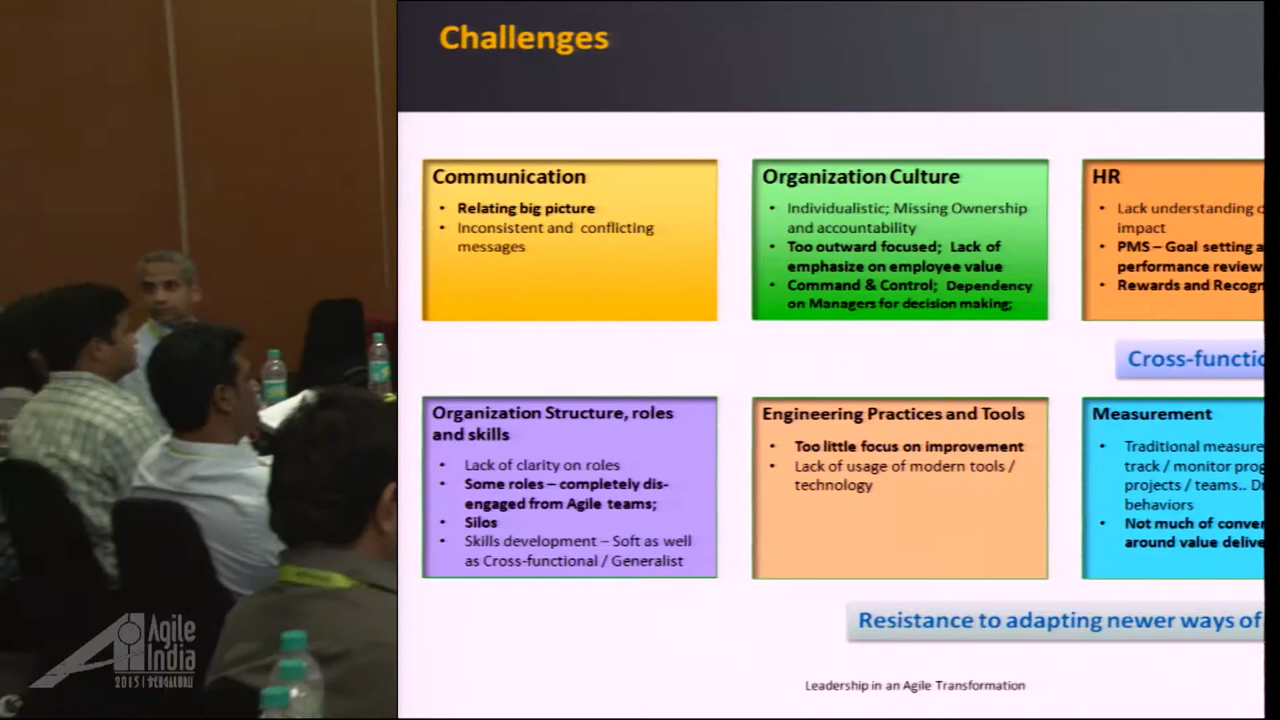 Challenges
Communication
• Relating big picture
• Inconsistent and conflicting
messages
Organization Culture
• Individualistic; Missing Ownership
and accountability
• Too outward focused; Lack of
emphasize on employee value
• Command & Control; Dependency
on Managers for decision making;
HR
• Lack understanding
impact
• PMS – Goal setting
performance review
• Rewards and Recogn
Cross-functio
Organization Structure, roles
and skills
• Lack of clarity on roles
• Some roles – completely dis-
engaged from Agile teams;
• Silos
• Skills development – Soft as well
as Cross-functional / Generalist
Engineering Practices and Tools
• Too little focus on improvement
• Lack of usage of modern tools /
technology
Measurement
• Traditional measure
track / monitor prog
projects / teams..
behaviors
• Not much of conver
around value delive
Resistance to adapting newer ways of
Leadership in an Agile Transformation
Agile
India
2015 | BENGALURU